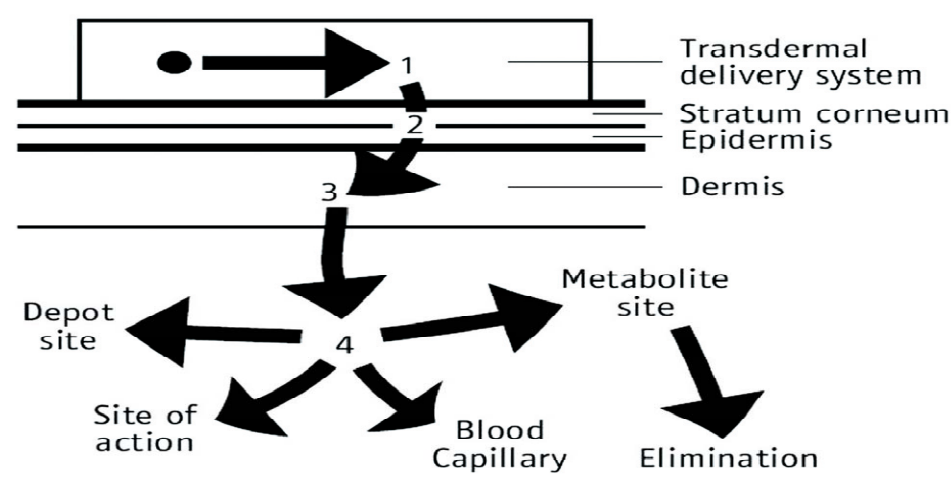 Transdermal
delivery system
1
Stratum corneum
2
Epidermis
3
Dermis
Metabolite
site
Depot
site
4
Site of
action
Blood
Capillary
Elimination